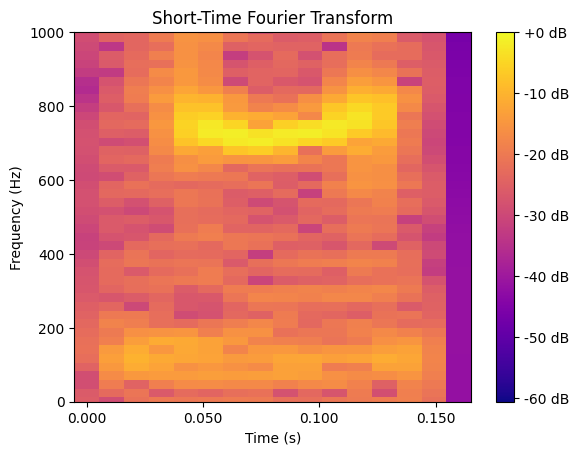 Short-Time Fourier Transform
1000
800
600
400
200
0
Frequency (Hz)
0.000
0.050
0.100
0.150
Time (s)
+0 dB
-10 dB
-20 dB
-30 dB
-40 dB
-50 dB
-60 dB